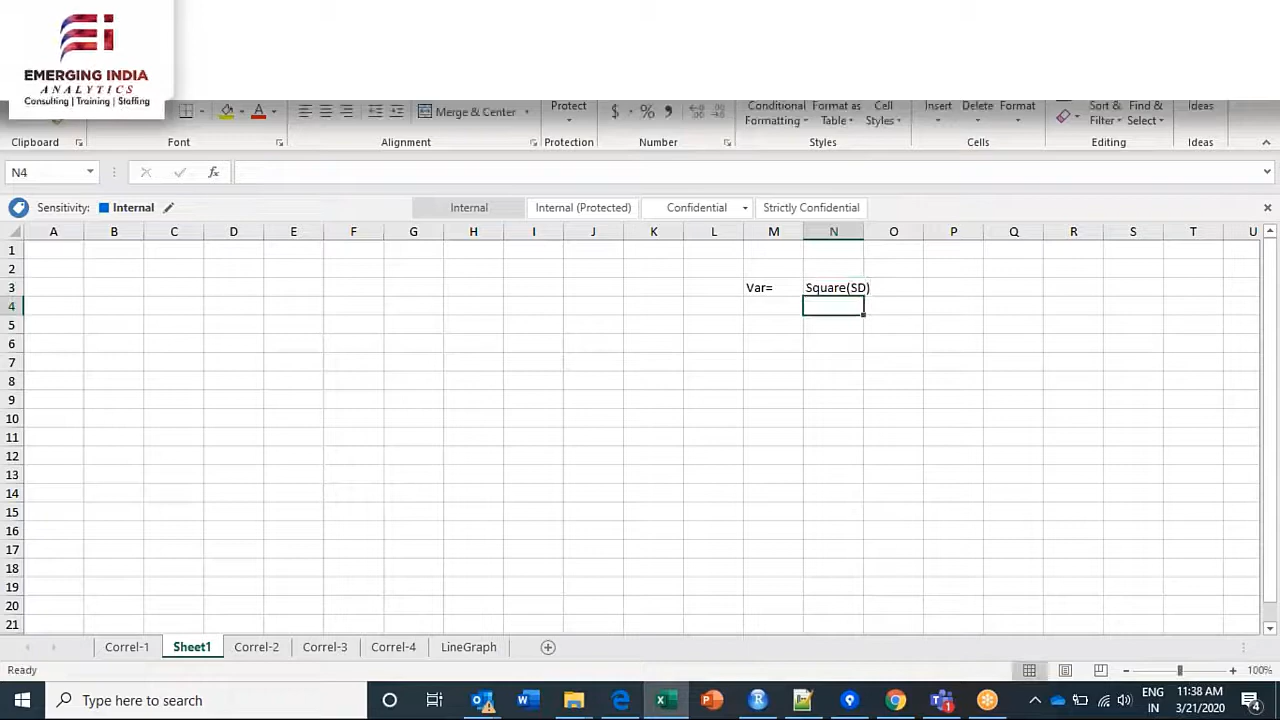 EMERGING INDIA
ANALYTICS
Consulting | Training | Staffing
Merge & Center
Protect
$ % ,
Conditional Formatting
Format as Table
Cell Styles
Insert
Delete
Format
Sort & Filter
Find & Select
Ideas
Clipboard
Font
Alignment
Protection
Number
Styles
Cells
Editing
Ideas
N4
fx
Sensitivity: Internal
Internal
Internal (Protected)
Confidential
Strictly Confidential
A B C D E F G H I J K L M N O P Q R S T U
1
2
3 Var= Square(SD)
4
5
6
7
8
9
10
11
12
13
14
15
16
17
18
19
20
21
Correl-1 Sheet1 Correl-2 Correl-3 Correl-4 LineGraph
Ready
100%
Type here to search
ENG
IN
11:38 AM
3/21/2020